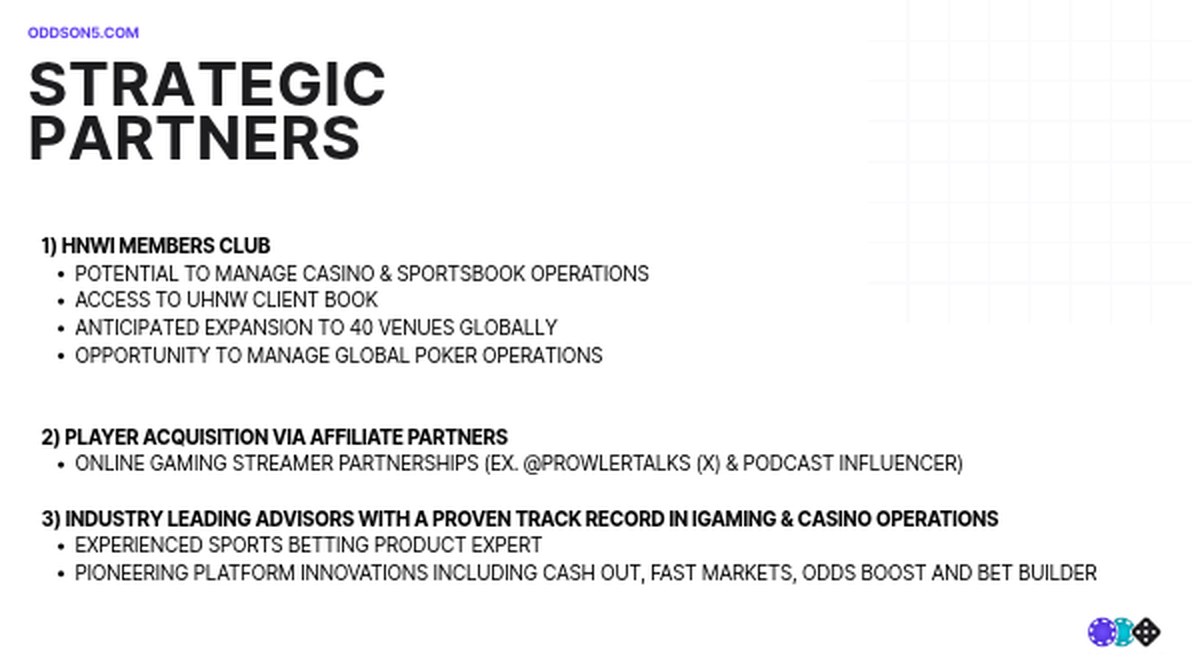 ODDSON5.COM
STRATEGIC
PARTNERS
1) HNWI MEMBERS CLUB
• POTENTIAL TO MANAGE CASINO & SPORTSBOOK OPERATIONS
• ACCESS TO UHNW CLIENT BOOK
• ANTICIPATED EXPANSION TO 40 VENUES GLOBALLY
• OPPORTUNITY TO MANAGE GLOBAL POKER OPERATIONS
2) PLAYER ACQUISITION VIA AFFILIATE PARTNERS
• ONLINE GAMING STREAMER PARTNERSHIPS (EX. @PROWLERTALKS (X) & PODCAST INFLUENCER)
3) INDUSTRY LEADING ADVISORS WITH A PROVEN TRACK RECORD IN IGAMING & CASINO OPERATIONS
• EXPERIENCED SPORTS BETTING PRODUCT EXPERT
• PIONEERING PLATFORM INNOVATIONS INCLUDING CASH OUT, FAST MARKETS, ODDS BOOST AND BET BUILDER